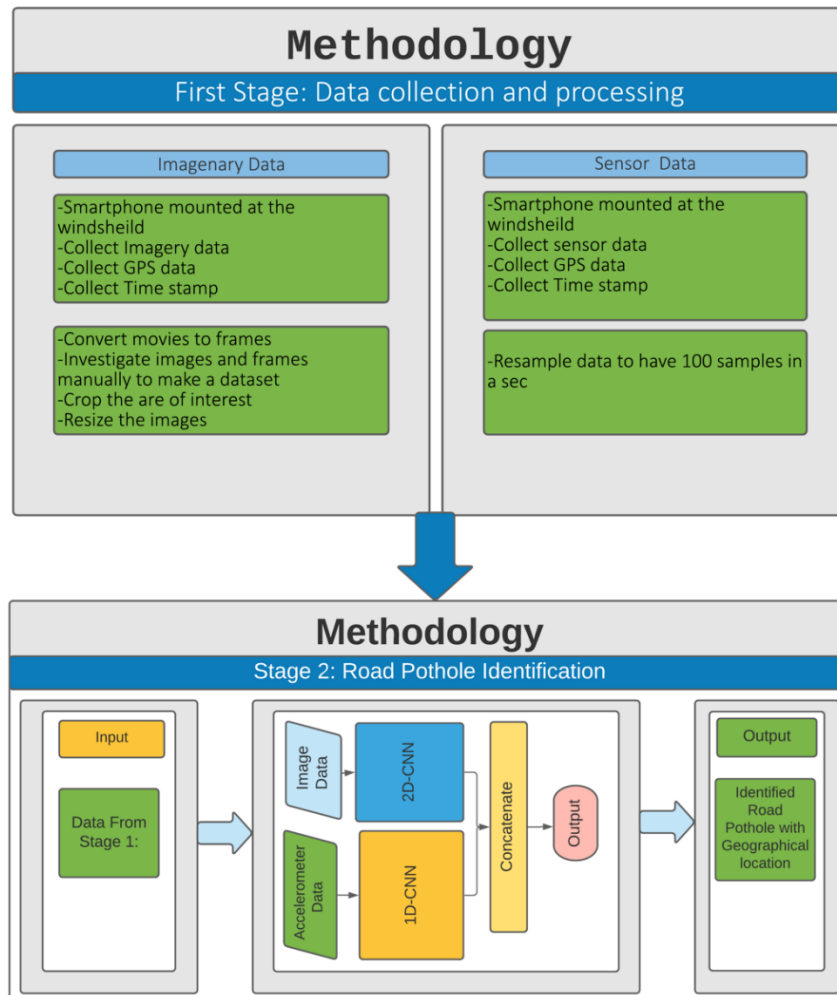 Methodology
First Stage: Data collection and processing
Imagenary Data
-Smartphone mounted at the
windsheild
-Collect Imagery data
-Collect GPS data
-Collect Time stamp
-Convert movies to frames
-Investigate images and frames
manually to make a dataset
-Crop the are of interest
-Resize the images
Sensor Data
-Smartphone mounted at the
windsheild
-Collect sensor data
-Collect GPS data
-Collect Time stamp
-Resample data to have 100 samples in
a sec
Methodology
Stage 2: Road Pothole Identification
Input
Data From
Stage 1:
Image
Data
2D-CNN
Accelerometer
Data
1D-CNN
Concatenate
Output
Output
Identified
Road
Pothole with
Geographical
location